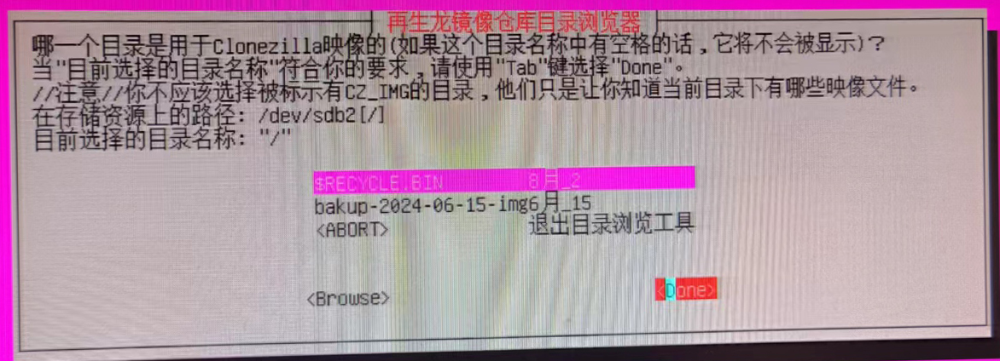 再生龙镜像仓库目录浏览器
哪一个目录是用于Clonezilla映像的(如果这个目录名称中有空格的话，它将不会被显示)?
当"目前选择的目录名称"符合你的要求，请使用"Tab"键选择"Done"。
//注意//你不应该选择被标示有CZ_IMG的目录，他们只是让你知道当前目录下有哪些映像文件。
在存储资源上的路径: /dev/sdb2[/]
目前选择的目录名称: "/"
$RECYCLE.BIN 8月_2
bakup-2024-06-15-img6月_15
<ABORT> 退出目录浏览工具
<Browse> <Done>